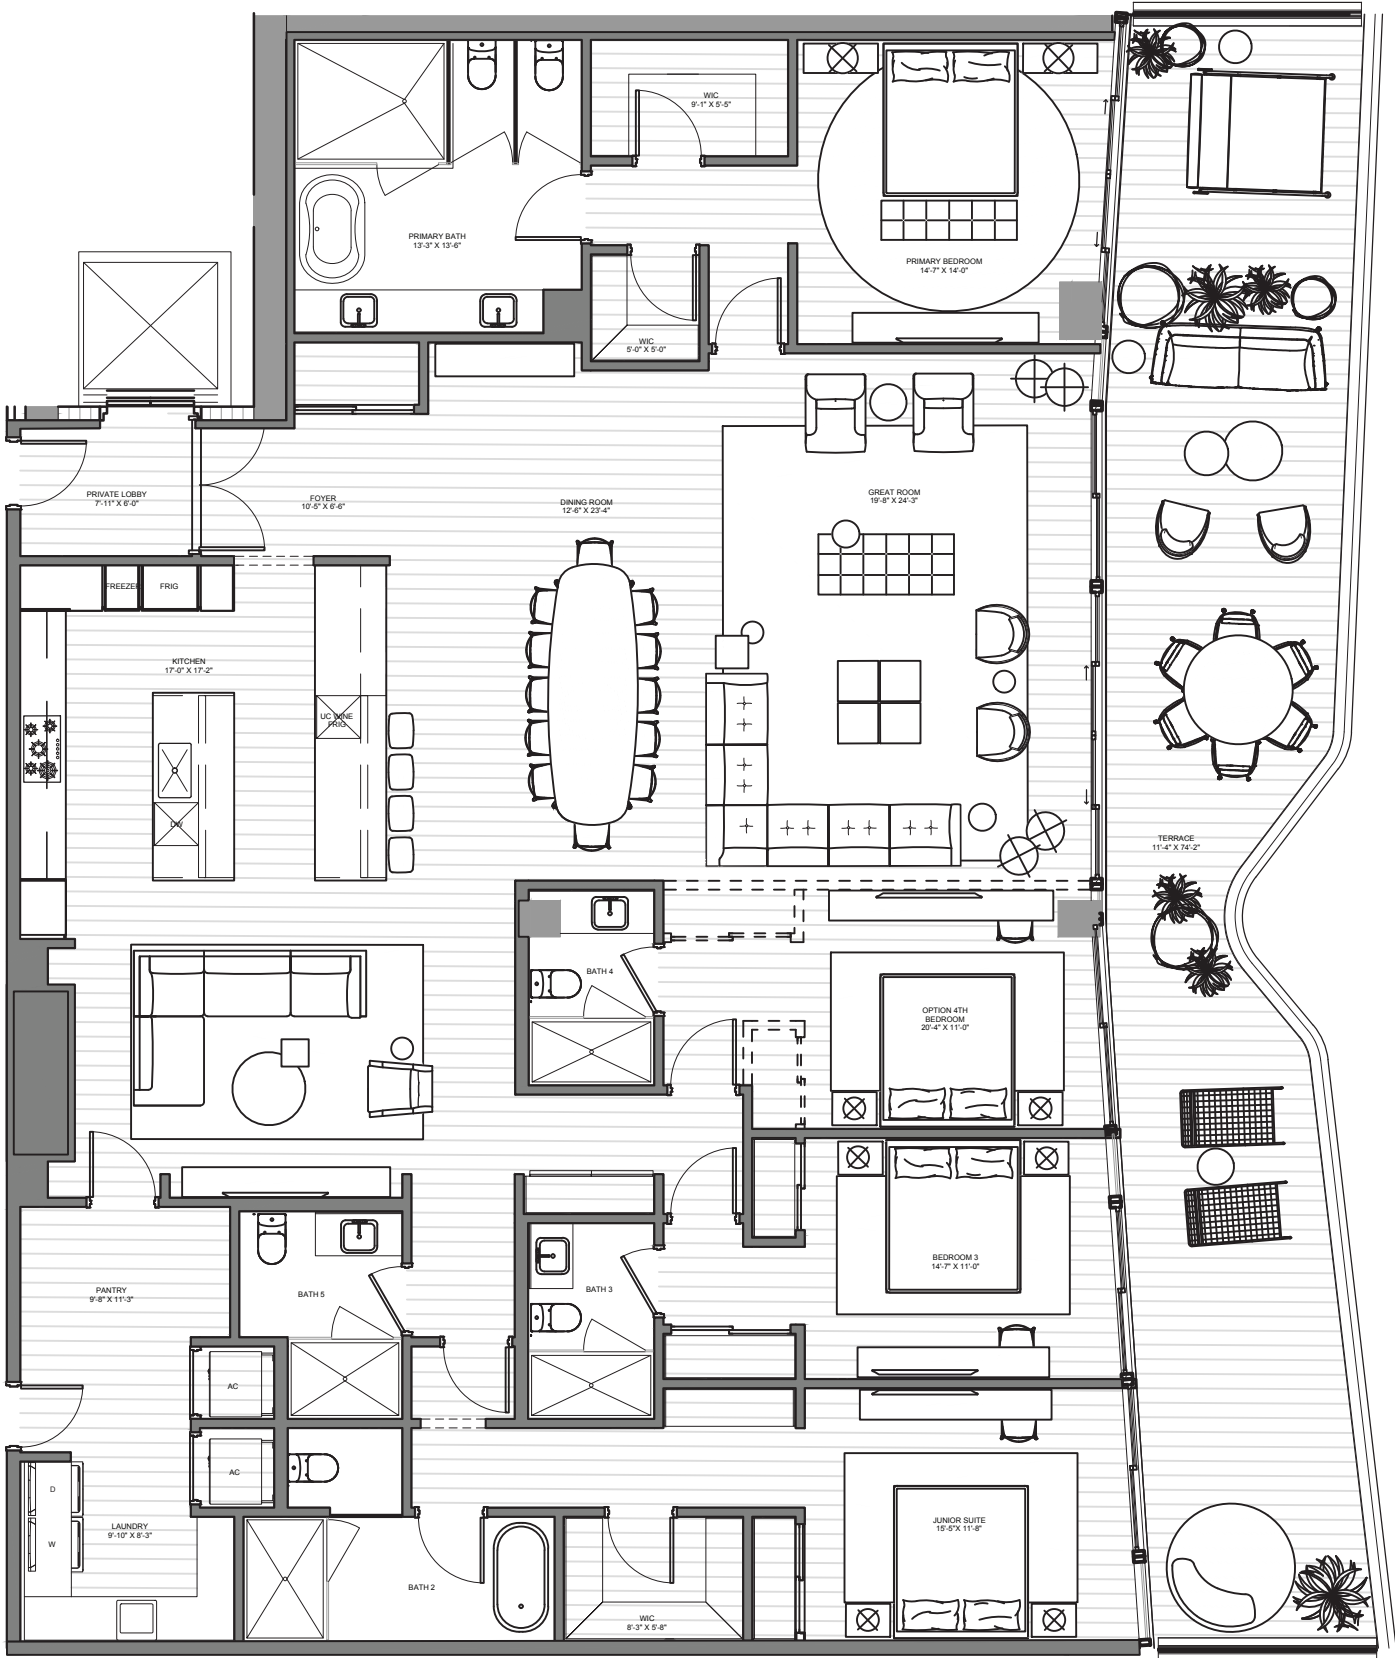 WIC
9'-1" X 5'-5"
PRIMARY BATH
13'-3" X 13'-6"
PRIMARY BEDROOM
14'-7" X 14'-0"
WIC
5'-0" X 5'-0"
PRIVATE LOBBY
7'-11" X 6'-0"
FOYER
10'-5" X 6'-6"
DINING ROOM
12'-6" X 23'-4"
GREAT ROOM
19'-8" X 24'-3"
FREEZER
FRIG
KITCHEN
17'-0" X 17'-2"
UC WINE
FRIG
DW
TERRACE
11'-4" X 74'-2"
BATH 4
OPTION 4TH
BEDROOM
20'-4" X 11'-0"
BEDROOM 3
14'-7" X 11'-0"
PANTRY
9'-8" X 11'-3"
BATH 5
BATH 3
AC
AC
D
W
LAUNDRY
9'-10" X 8'-3"
BATH 2
WIC
8'-3" X 5'-8"
JUNIOR SUITE
15'-5"X 11'-8"